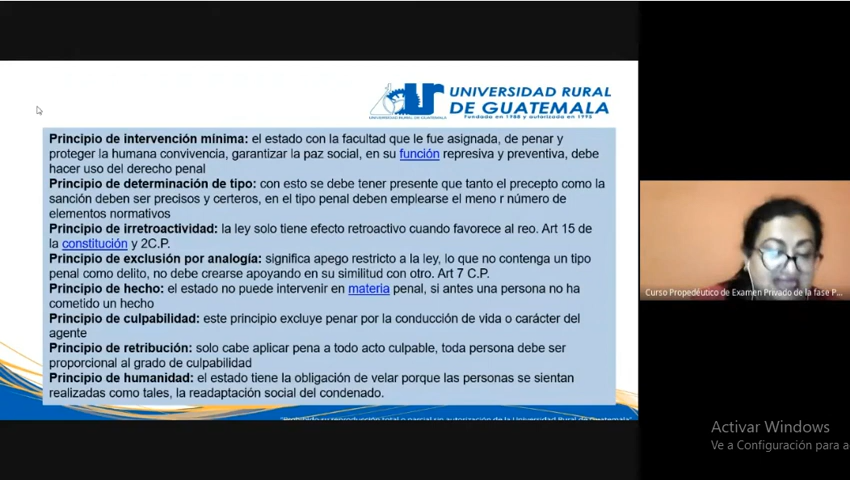 UNIVERSIDAD RURAL
DE GUATEMALA
Principio de intervención mínima: el estado con la facultad que le fue asignada, de penar y
proteger la humana convivencia, garantizar la paz social, en su función represiva y preventiva, debe
hacer uso del derecho penal
Principio de determinación de tipo: con esto se debe tener presente que tanto el precepto como la
sanción deben ser precisos y certeros, en el tipo penal deben emplearse el meno r número de
elementos normativos
Principio de irretroactividad: la ley solo tiene efecto retroactivo cuando favorece al reo. Art 15 de
la constitución y 2C.P.
Principio de exclusión por analogía: significa apego restricto a la ley, lo que no contenga un tipo
penal como delito, no debe crearse apoyando en su similitud con otro. Art 7 C.P.
Principio de hecho: el estado no puede intervenir en materia penal, si antes una persona no ha
cometido un hecho
Principio de culpabilidad: este principio excluye penar por la conducción de vida o carácter del
agente
Principio de retribución: solo cabe aplicar pena a todo acto culpable, toda persona debe ser
proporcional al grado de culpabilidad
Principio de humanidad: el estado tiene la obligación de velar porque las personas se sientan
realizadas como tales, la readaptación social del condenado.
Curso Propedéutico de Examen Privado de la fase P...
Activar Windows
Ve a Configuración para a